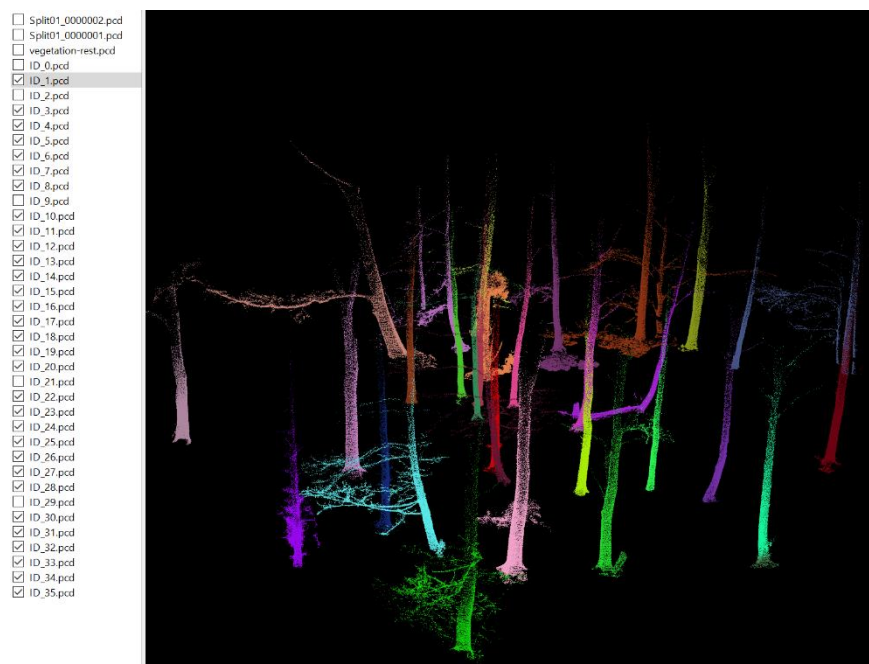 Split01_0000002.pcd
Split01_0000001.pcd
vegetation-rest.pcd
ID_0.pcd
ID_1.pcd
ID_2.pcd
ID_3.pcd
ID_4.pcd
ID_5.pcd
ID_6.pcd
ID_7.pcd
ID_8.pcd
ID_9.pcd
ID_10.pcd
ID_11.pcd
ID_12.pcd
ID_13.pcd
ID_14.pcd
ID_15.pcd
ID_16.pcd
ID_17.pcd
ID_18.pcd
ID_19.pcd
ID_20.pcd
ID_21.pcd
ID_22.pcd
ID_23.pcd
ID_24.pcd
ID_25.pcd
ID_26.pcd
ID_27.pcd
ID_28.pcd
ID_29.pcd
ID_30.pcd
ID_31.pcd
ID_32.pcd
ID_33.pcd
ID_34.pcd
ID_35.pcd